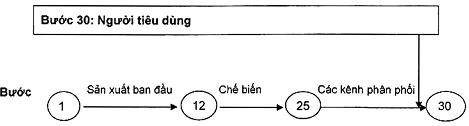 Bước 30: Người tiêu dùng
Sản xuất ban đầu Chế biến Các kênh phân phối
Bước 1 12 25 30